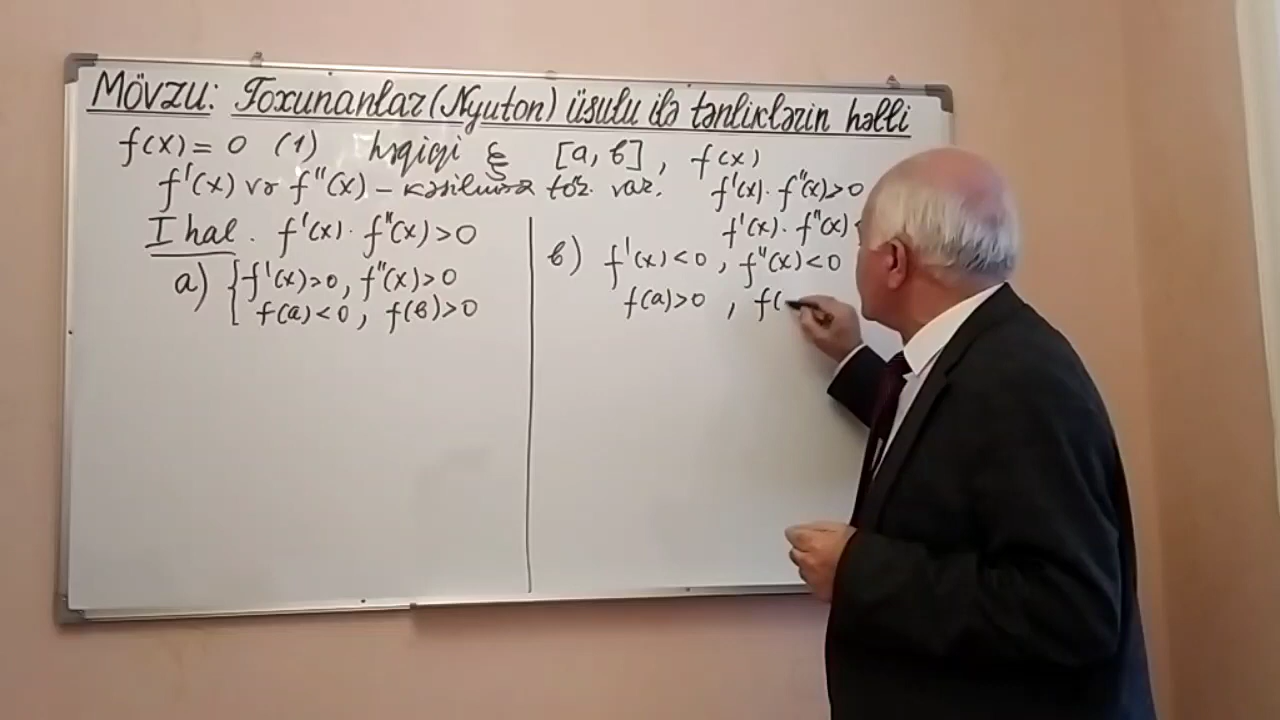 Mövzu: Toxunanlar (Nyuton) üsulu ilə tənliklərin həlli
f(x) = 0 (1) həqiqi ξ [a, b], f(x)
f'(x) və f''(x) – kəsilməz tör. var. f'(x)·f''(x)>0
f'(x)·f''(x)
I hal. f'(x)·f''(x)>0
a) { f'(x)>0, f''(x)>0
f(a)<0, f(b)>0
b) f'(x)<0, f''(x)<0
f(a)>0, f(